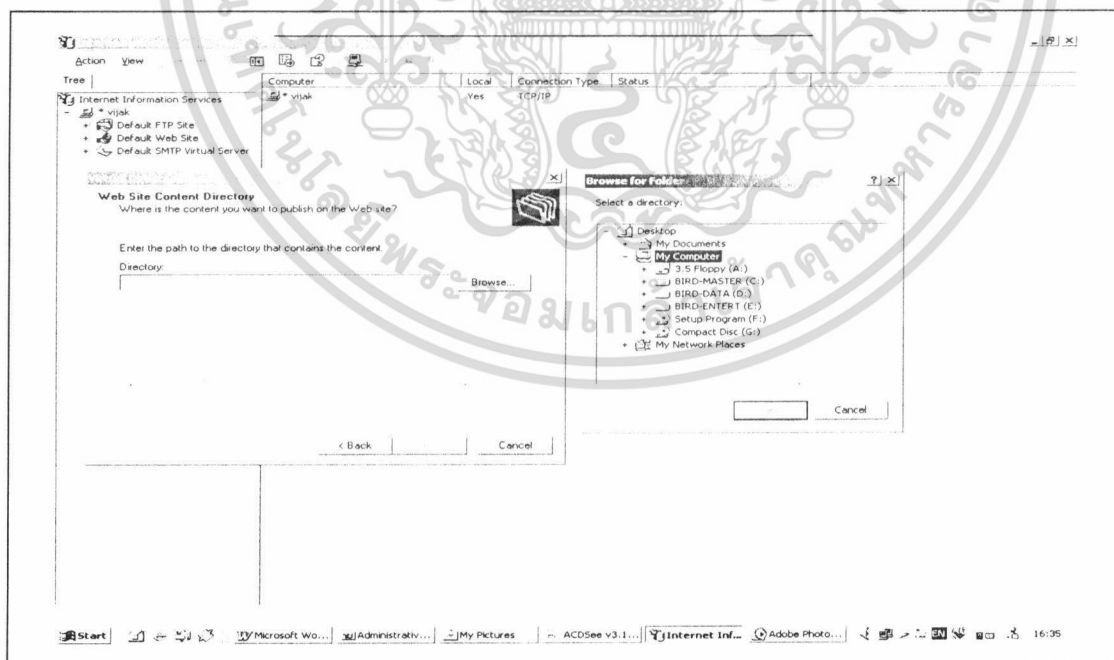 Action View
Tree
Computer Local Connection Type Status
Internet Information Services
* vijak Yes TCP/IP
- * vijak
+ Default FTP Site
+ Default Web Site
+ Default SMTP Virtual Server
Web Site Content Directory
Where is the content you want to publish on the Web site?
Enter the path to the directory that contains the content.
Directory:
Browse...
< Back
Cancel
Browse for Folder
Select a directory:
- Desktop
+ My Documents
- My Computer
+ 3.5 Floppy (A:)
+ BIRD-MASTER (C:)
+ BIRD-DATA (D:)
+ BIRD-ENTERT (E:)
+ Setup Program (F:)
+ Compact Disc (G:)
+ My Network Places
Cancel
Start Microsoft Wo... Administrativ... My Pictures ACDSee v3.1... Internet Inf... Adobe Photo... EN 16:35